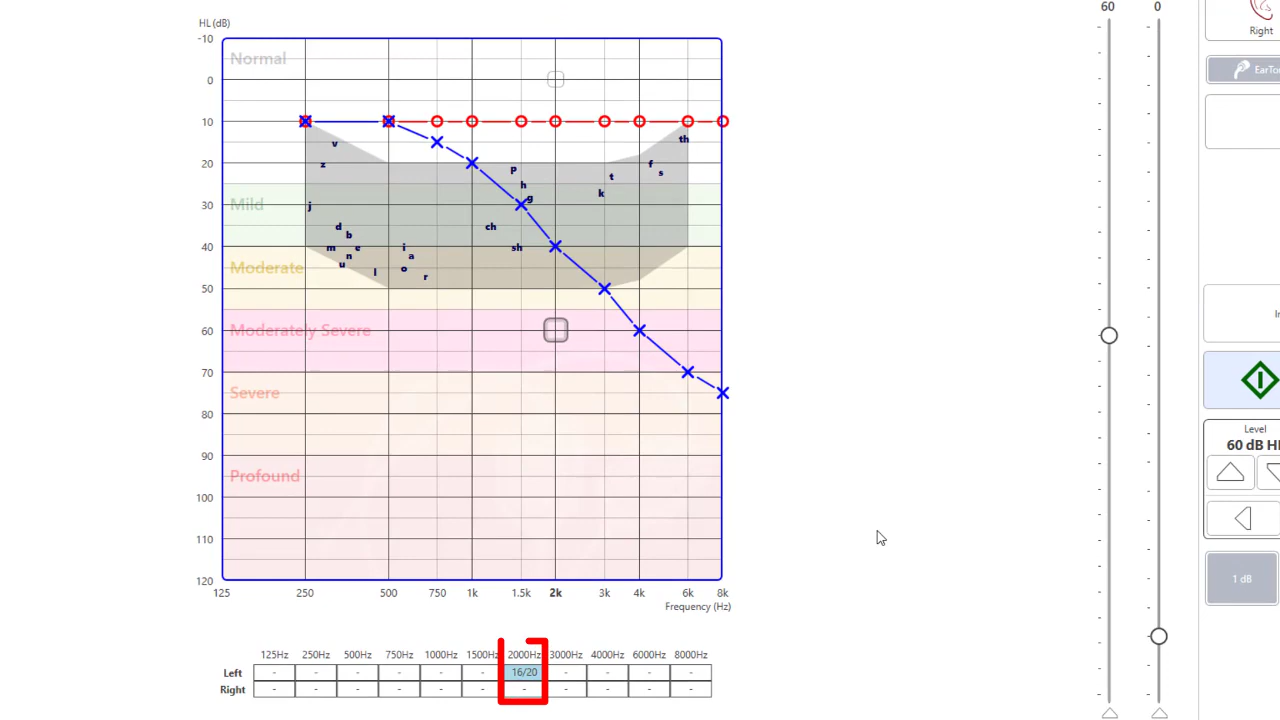 60 0
HL (dB)
Right
-10
Normal
0
EarTo
10
v th
20 z p f
t s
h
k
g
30 Mild j
d ch
b
40 m e i sh
n a
Moderate u o
l r
50
60 Moderately Severe
In
70
Severe
80
Level
90 60 dB H
Profound
100
110
1 dB
120
125 250 500 750 1k 1.5k 2k 3k 4k 6k 8k
Frequency (Hz)
125Hz 250Hz 500Hz 750Hz 1000Hz 1500Hz 2000Hz 3000Hz 4000Hz 6000Hz 8000Hz
Left - - - - - - 16/20 - - - -
Right - - - - - - - - - - -